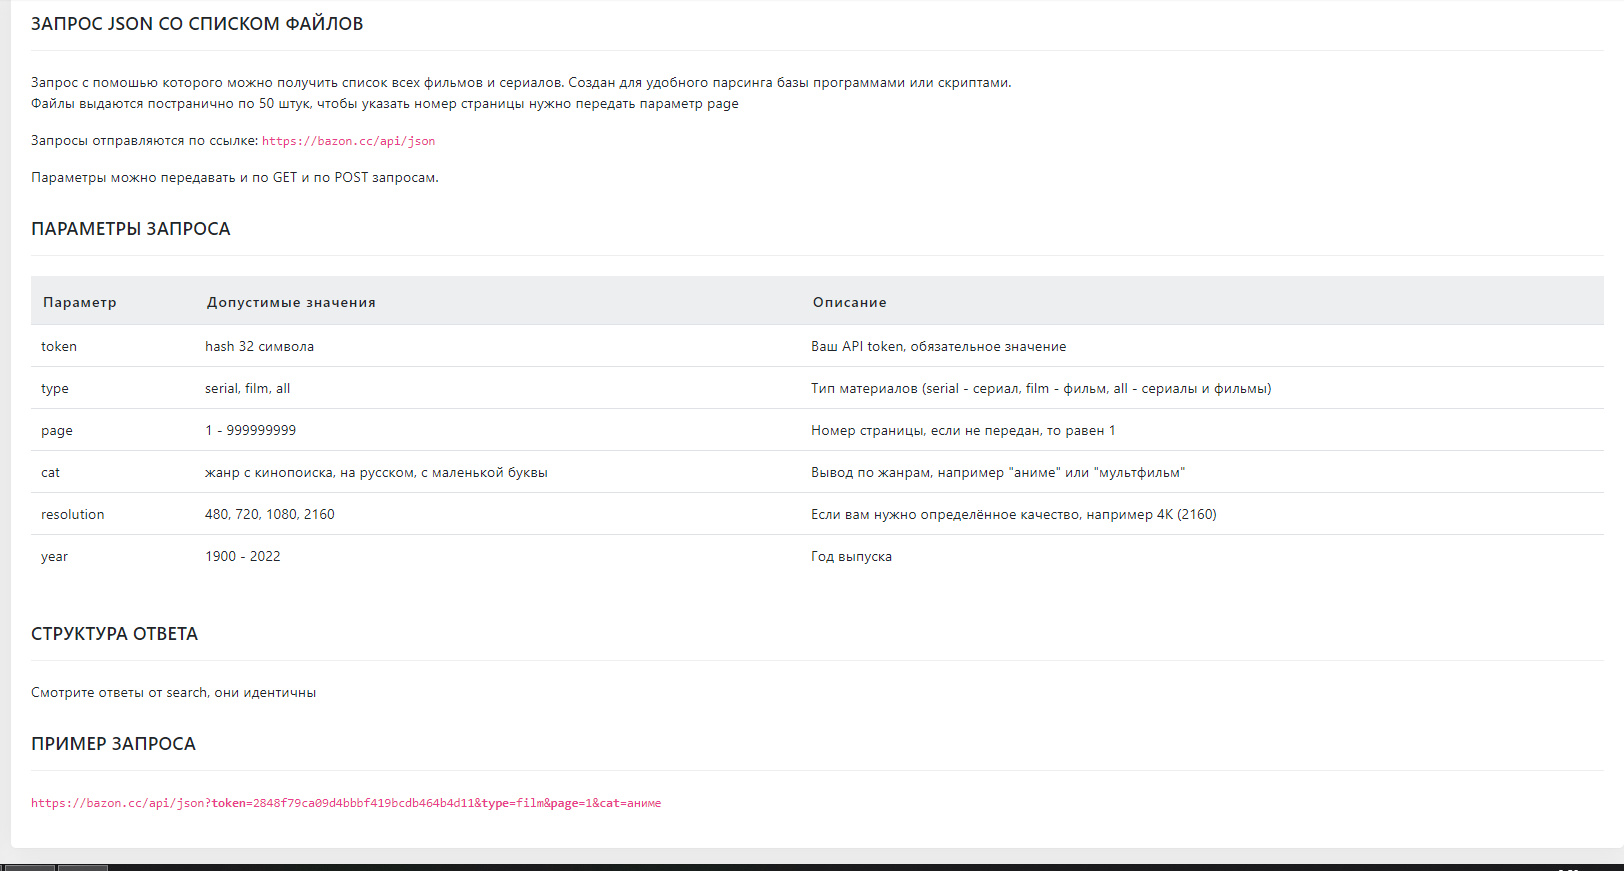 ЗАПРОС JSON СО СПИСКОМ ФАЙЛОВ
Запрос с помошью которого можно получить список всех фильмов и сериалов. Создан для удобного парсинга базы программами или скриптами.
Файлы выдаются постранично по 50 штук, чтобы указать номер страницы нужно передать параметр page
Запросы отправляются по ссылке: https://bazon.cc/api/json
Параметры можно передавать и по GET и по POST запросам.
ПАРАМЕТРЫ ЗАПРОСА
Параметр Допустимые значения Описание
token hash 32 символа Ваш API token, обязательное значение
type serial, film, all Тип материалов (serial - сериал, film - фильм, all - сериалы и фильмы)
page 1 - 999999999 Номер страницы, если не передан, то равен 1
cat жанр с кинопоиска, на русском, с маленькой буквы Вывод по жанрам, например "аниме" или "мультфильм"
resolution 480, 720, 1080, 2160 Если вам нужно определённое качество, например 4K (2160)
year 1900 - 2022 Год выпуска
СТРУКТУРА ОТВЕТА
Смотрите ответы от search, они идентичны
ПРИМЕР ЗАПРОСА
https://bazon.cc/api/json?token=2848f79ca09d4bbbf419bcdb464b4d11&type=film&page=1&cat=аниме